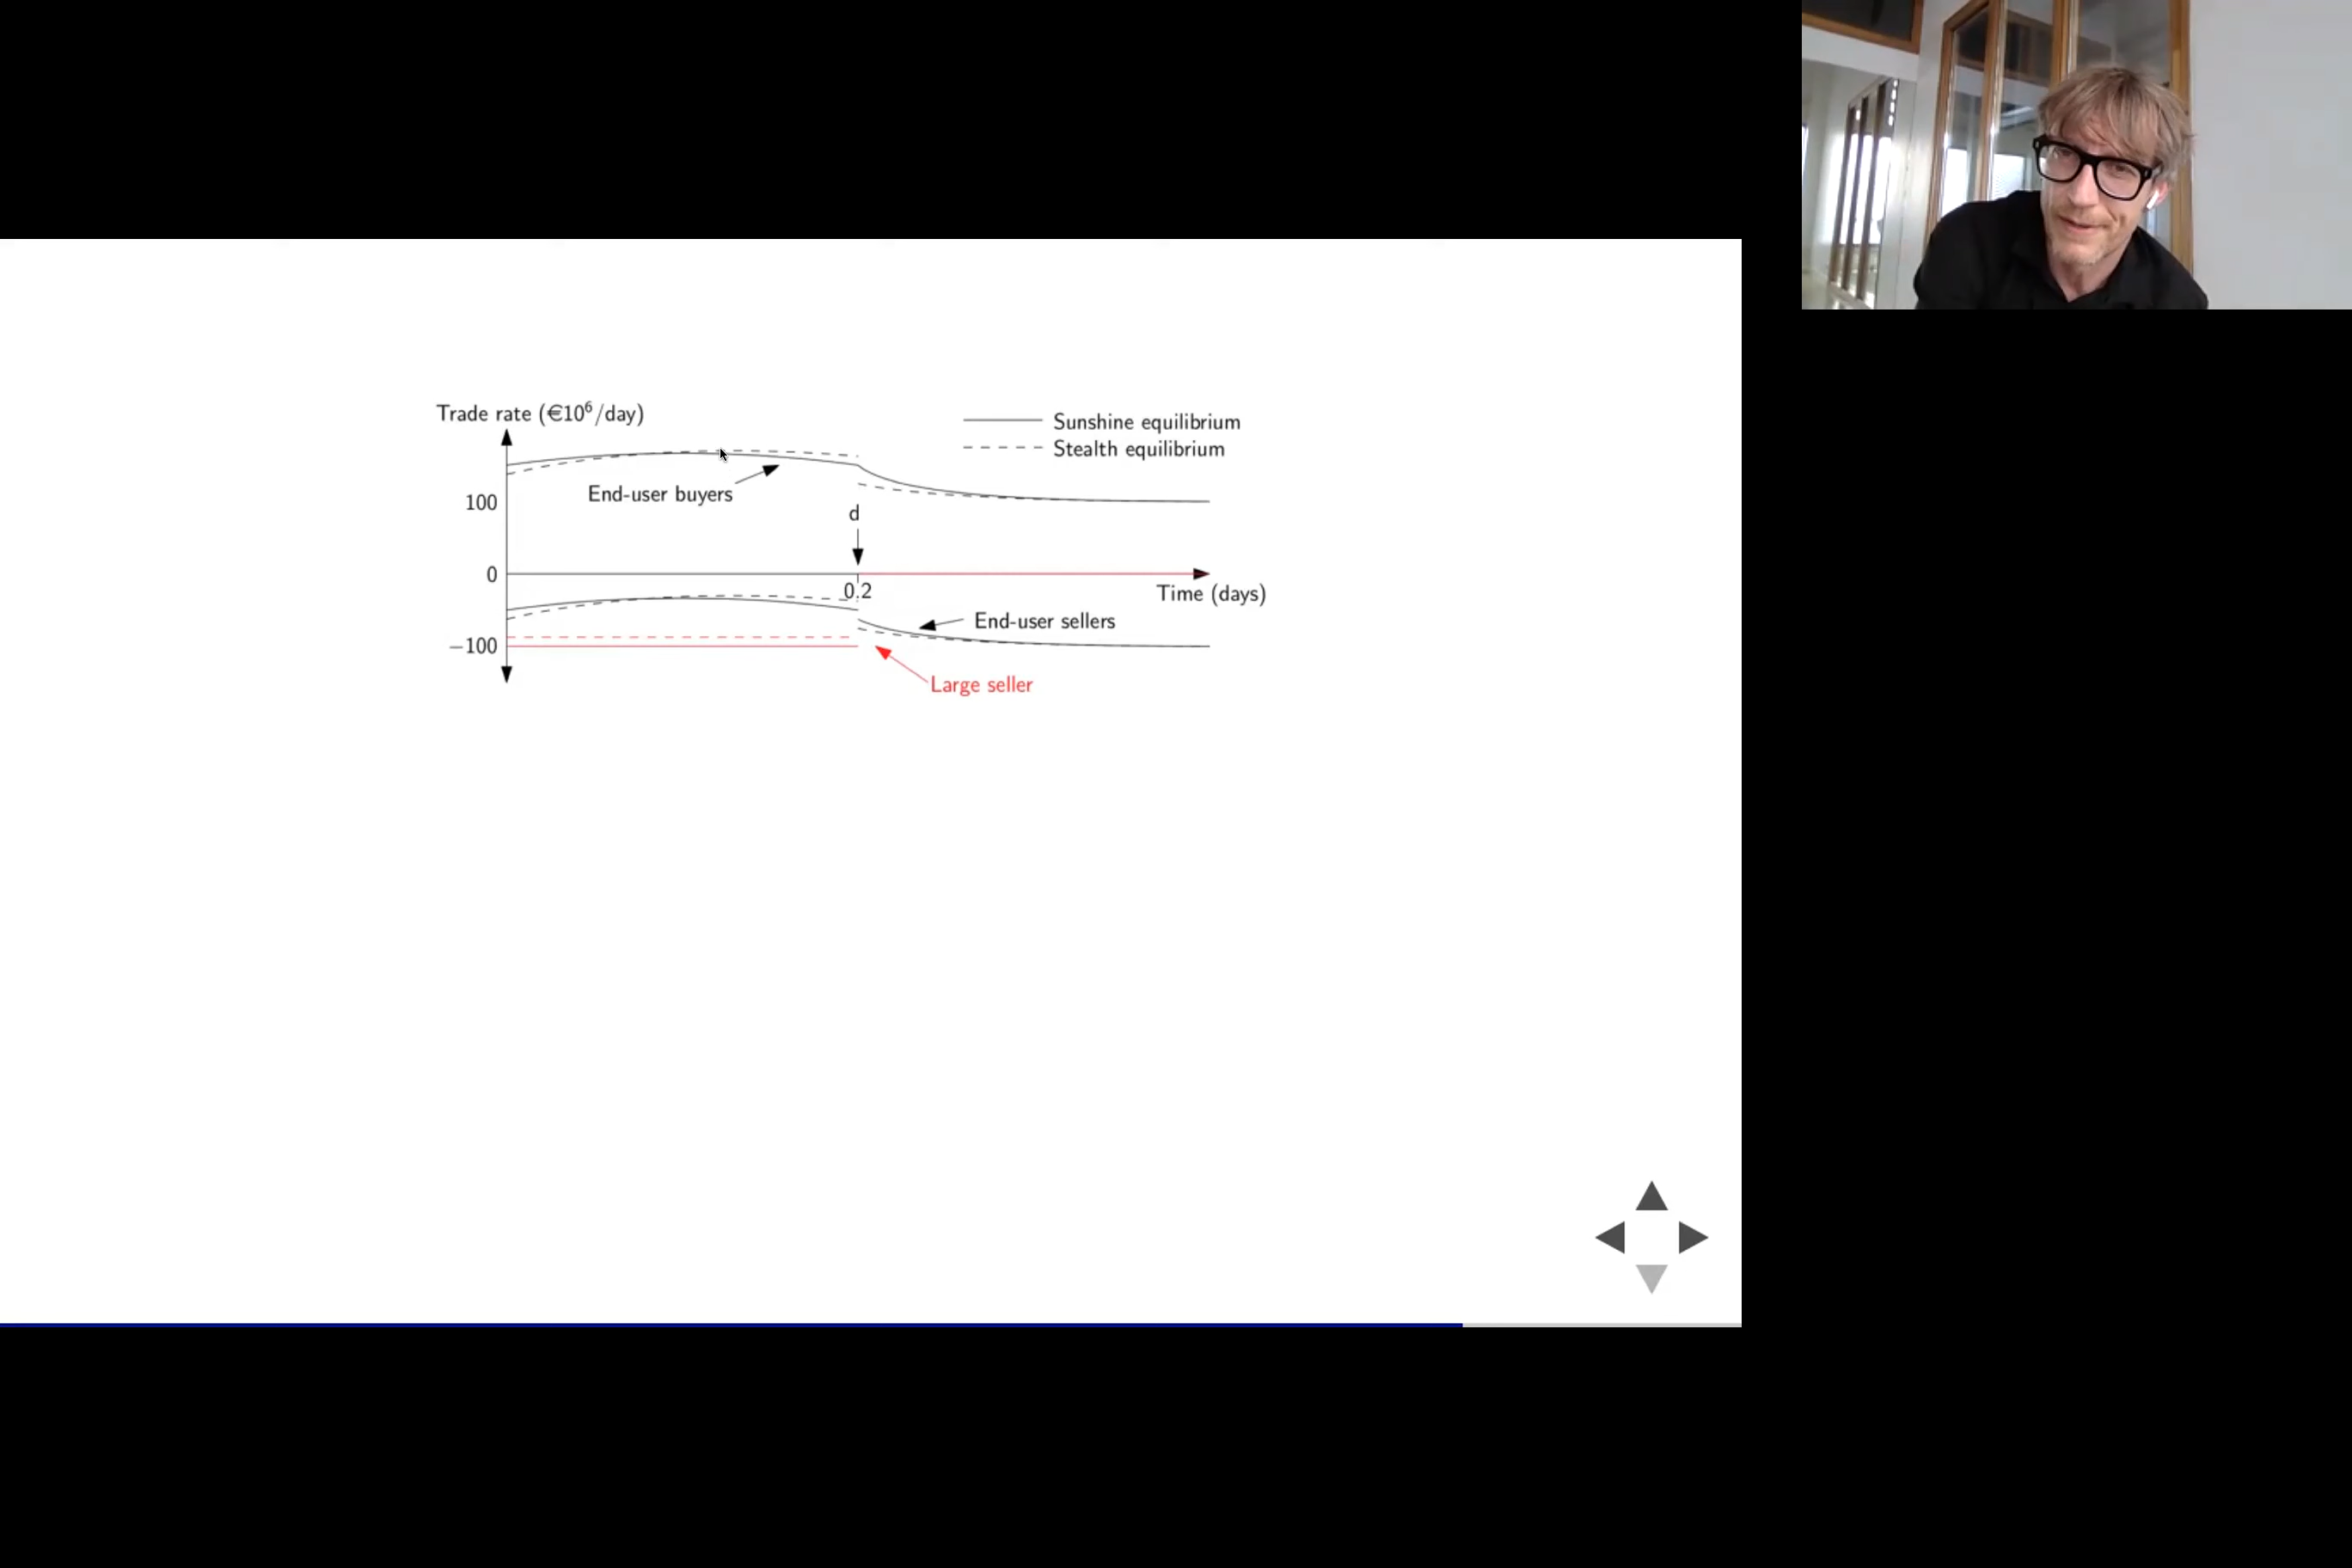 Trade rate (€10⁶/day)
Sunshine equilibrium
Stealth equilibrium
End-user buyers
100
d
0
0.2
Time (days)
End-user sellers
−100
Large seller